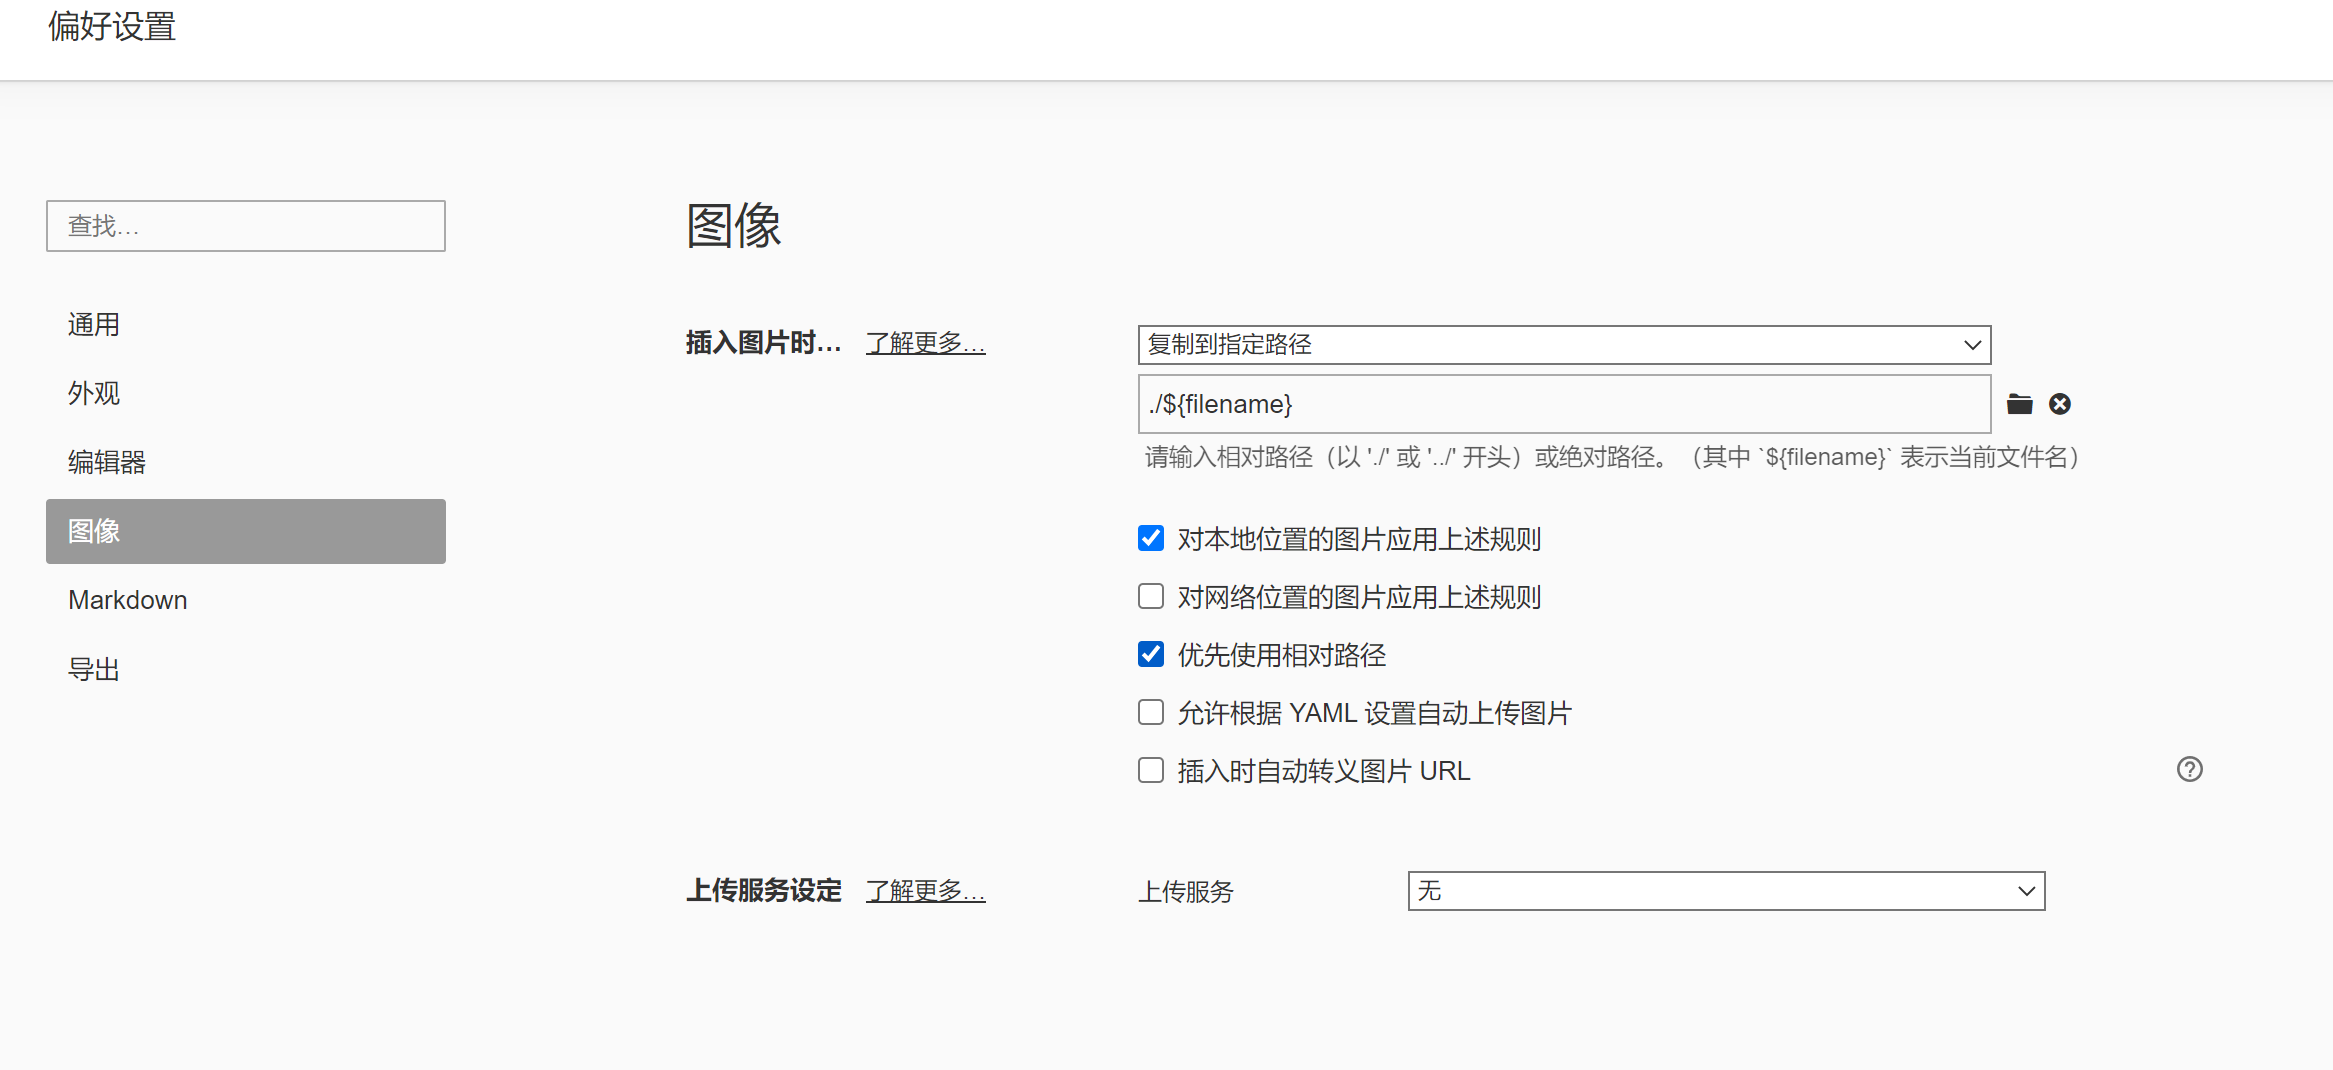 偏好设置
查找…
通用
外观
编辑器
图像
Markdown
导出
图像
插入图片时… 了解更多… 复制到指定路径
./${filename}
请输入相对路径（以 './' 或 '../' 开头）或绝对路径。（其中 `${filename}` 表示当前文件名）
对本地位置的图片应用上述规则
对网络位置的图片应用上述规则
优先使用相对路径
允许根据 YAML 设置自动上传图片
插入时自动转义图片 URL
上传服务设定 了解更多… 上传服务 无